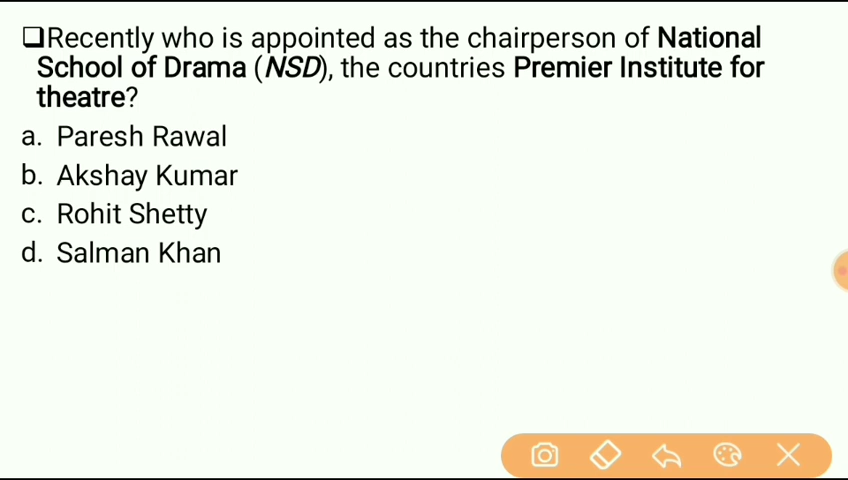 ❑Recently who is appointed as the chairperson of National
School of Drama (NSD), the countries Premier Institute for
theatre?
a. Paresh Rawal
b. Akshay Kumar
c. Rohit Shetty
d. Salman Khan